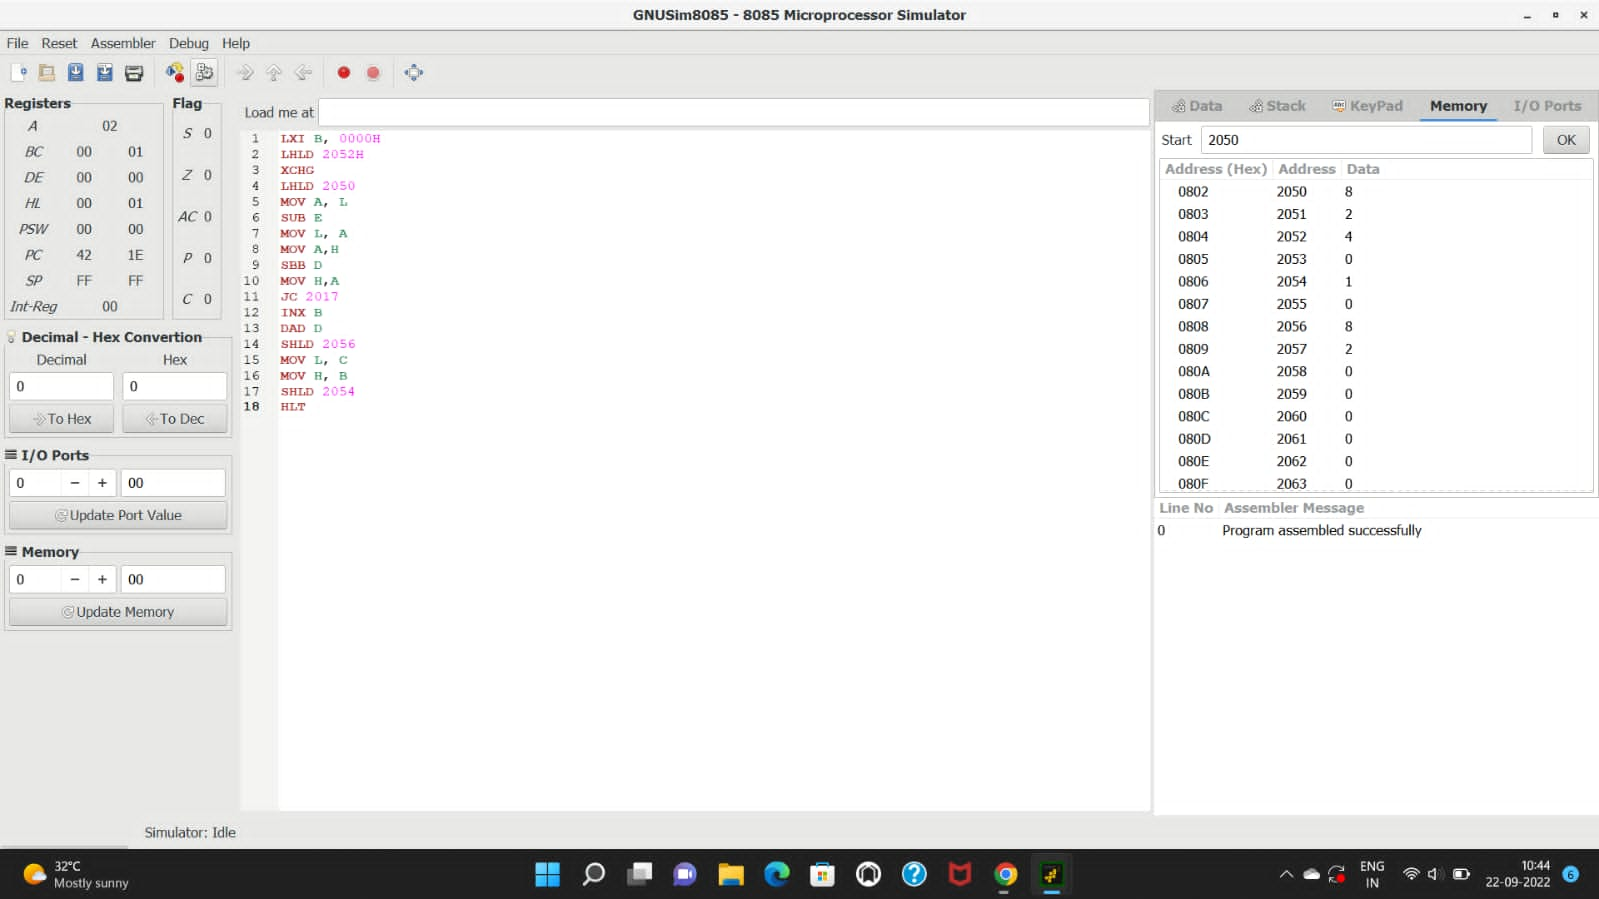 GNUSim8085 - 8085 Microprocessor Simulator
File Reset Assembler Debug Help
Registers
A 02
BC 00 01
DE 00 00
HL 00 01
PSW 00 00
PC 42 1E
SP FF FF
Int-Reg 00
Flag
S 0
Z 0
AC 0
P 0
C 0
Decimal - Hex Convertion
Decimal Hex
0 0
To Hex To Dec
I/O Ports
0 - + 00
Update Port Value
Memory
0 - + 00
Update Memory
Load me at
1 LXI B, 0000H
2 LHLD 2052H
3 XCHG
4 LHLD 2050
5 MOV A, L
6 SUB E
7 MOV L, A
8 MOV A,H
9 SBB D
10 MOV H,A
11 JC 2017
12 INX B
13 DAD D
14 SHLD 2056
15 MOV L, C
16 MOV H, B
17 SHLD 2054
18 HLT
Data Stack KeyPad Memory I/O Ports
Start 2050 OK
Address (Hex) Address Data
0802 2050 8
0803 2051 2
0804 2052 4
0805 2053 0
0806 2054 1
0807 2055 0
0808 2056 8
0809 2057 2
080A 2058 0
080B 2059 0
080C 2060 0
080D 2061 0
080E 2062 0
080F 2063 0
Line No Assembler Message
0 Program assembled successfully
Simulator: Idle
32°C
Mostly sunny
ENG
IN
10:44
22-09-2022
6